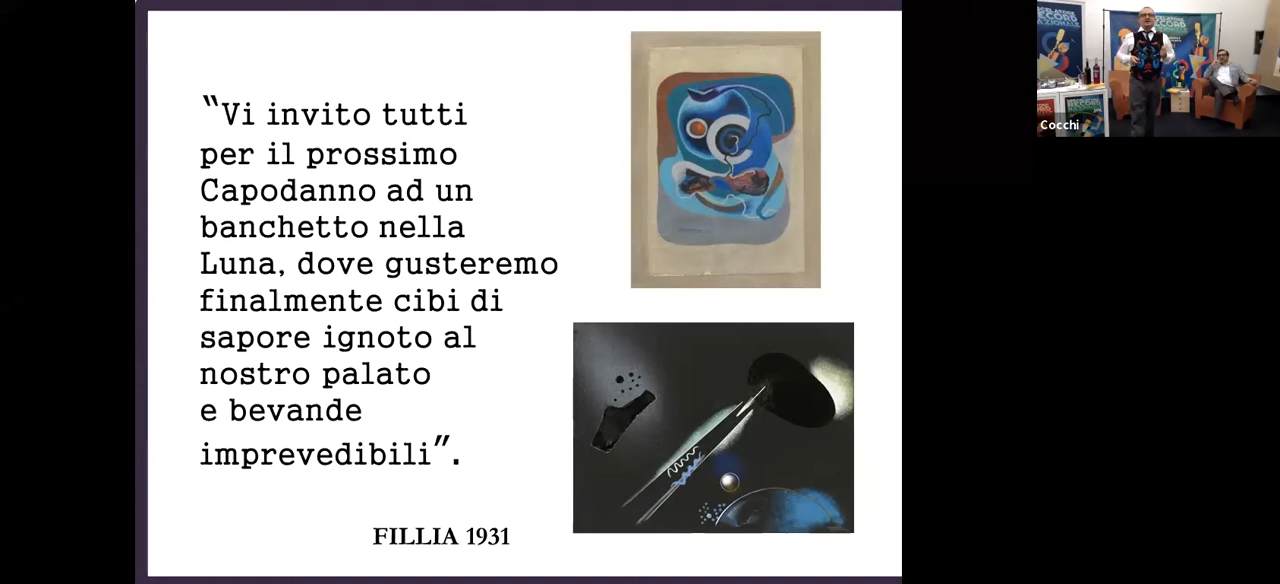 “Vi invito tutti
per il prossimo
Capodanno ad un
banchetto nella
Luna, dove gusteremo
finalmente cibi di
sapore ignoto al
nostro palato
e bevande
imprevedibili”.
FILLIA 1931
Cocchi